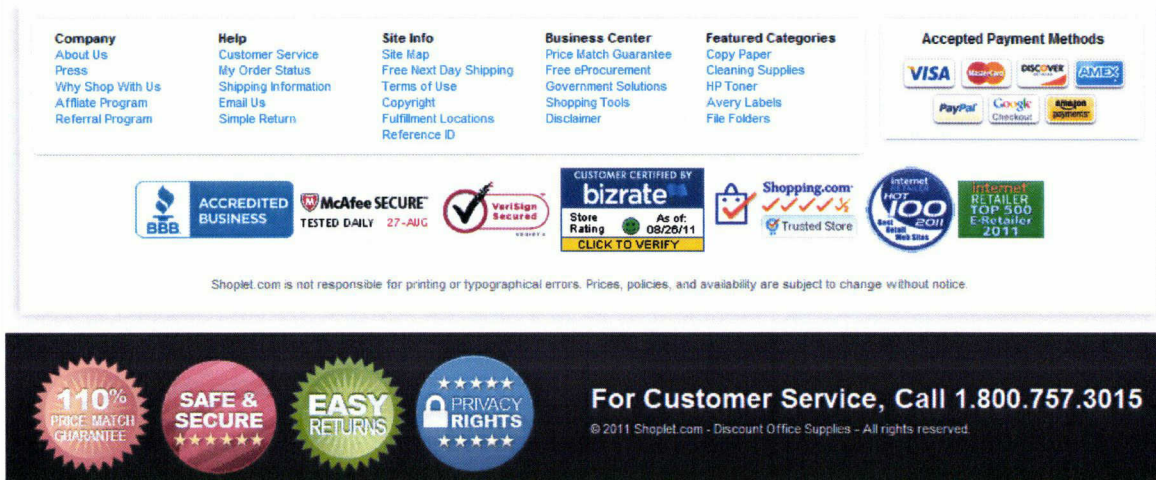 Company
About Us
Press
Why Shop With Us
Affliate Program
Referral Program
Help
Customer Service
My Order Status
Shipping Information
Email Us
Simple Return
Site Info
Site Map
Free Next Day Shipping
Terms of Use
Copyright
Fulfillment Locations
Reference ID
Business Center
Price Match Guarantee
Free eProcurement
Government Solutions
Shopping Tools
Disclaimer
Featured Categories
Copy Paper
Cleaning Supplies
HP Toner
Avery Labels
File Folders
Accepted Payment Methods
VISA
MasterCard
DISCOVER
AMEX
PayPal
Google
Checkout
amazon
payments
BBB
ACCREDITED
BUSINESS
McAfee SECURE
TESTED DAILY 27-AUG
VeriSign
Secured
CUSTOMER CERTIFIED BY
bizrate
Store
Rating
As of:
08/26/11
CLICK TO VERIFY
Shopping.com
Trusted Store
internet
RETAILER
HOT
100
2011
Best
Retail
Web Sites
internet
RETAILER
TOP 500
E-Retailer
2011
Shoplet.com is not responsible for printing or typographical errors. Prices, policies, and availability are subject to change without notice.
110%
PRICE MATCH
GUARANTEE
SAFE &
SECURE
EASY
RETURNS
PRIVACY
RIGHTS
For Customer Service, Call 1.800.757.3015
© 2011 Shoplet.com - Discount Office Supplies - All rights reserved.